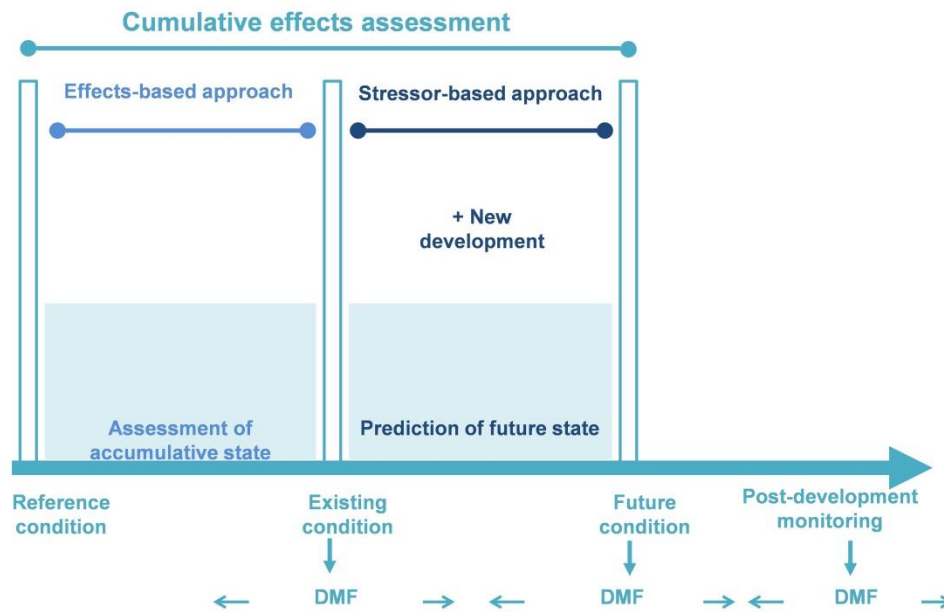 Cumulative effects assessment
Effects-based approach
Stressor-based approach
+ New
development
Assessment of
accumulative state
Prediction of future state
Reference
condition
Existing
condition
Future
condition
Post-development
monitoring
DMF
DMF
DMF